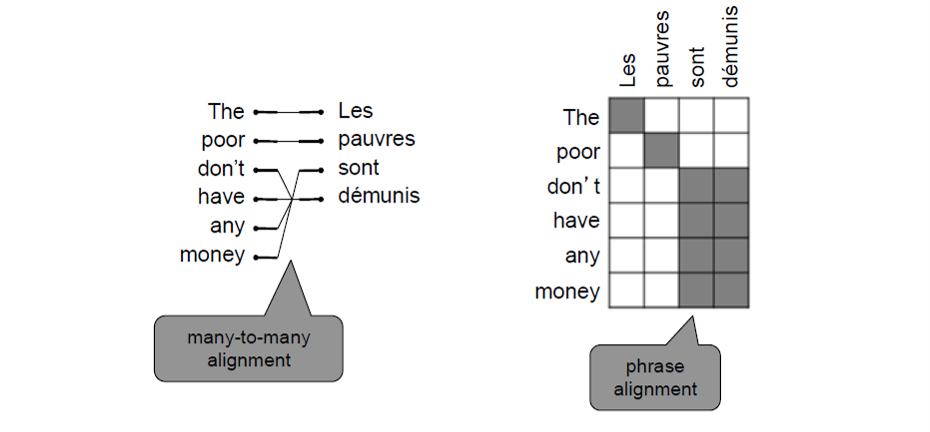 The Les
poor pauvres
don't sont
have démunis
any
money
many-to-many
alignment
Les pauvres sont démunis
The
poor
don't
have
any
money
phrase
alignment